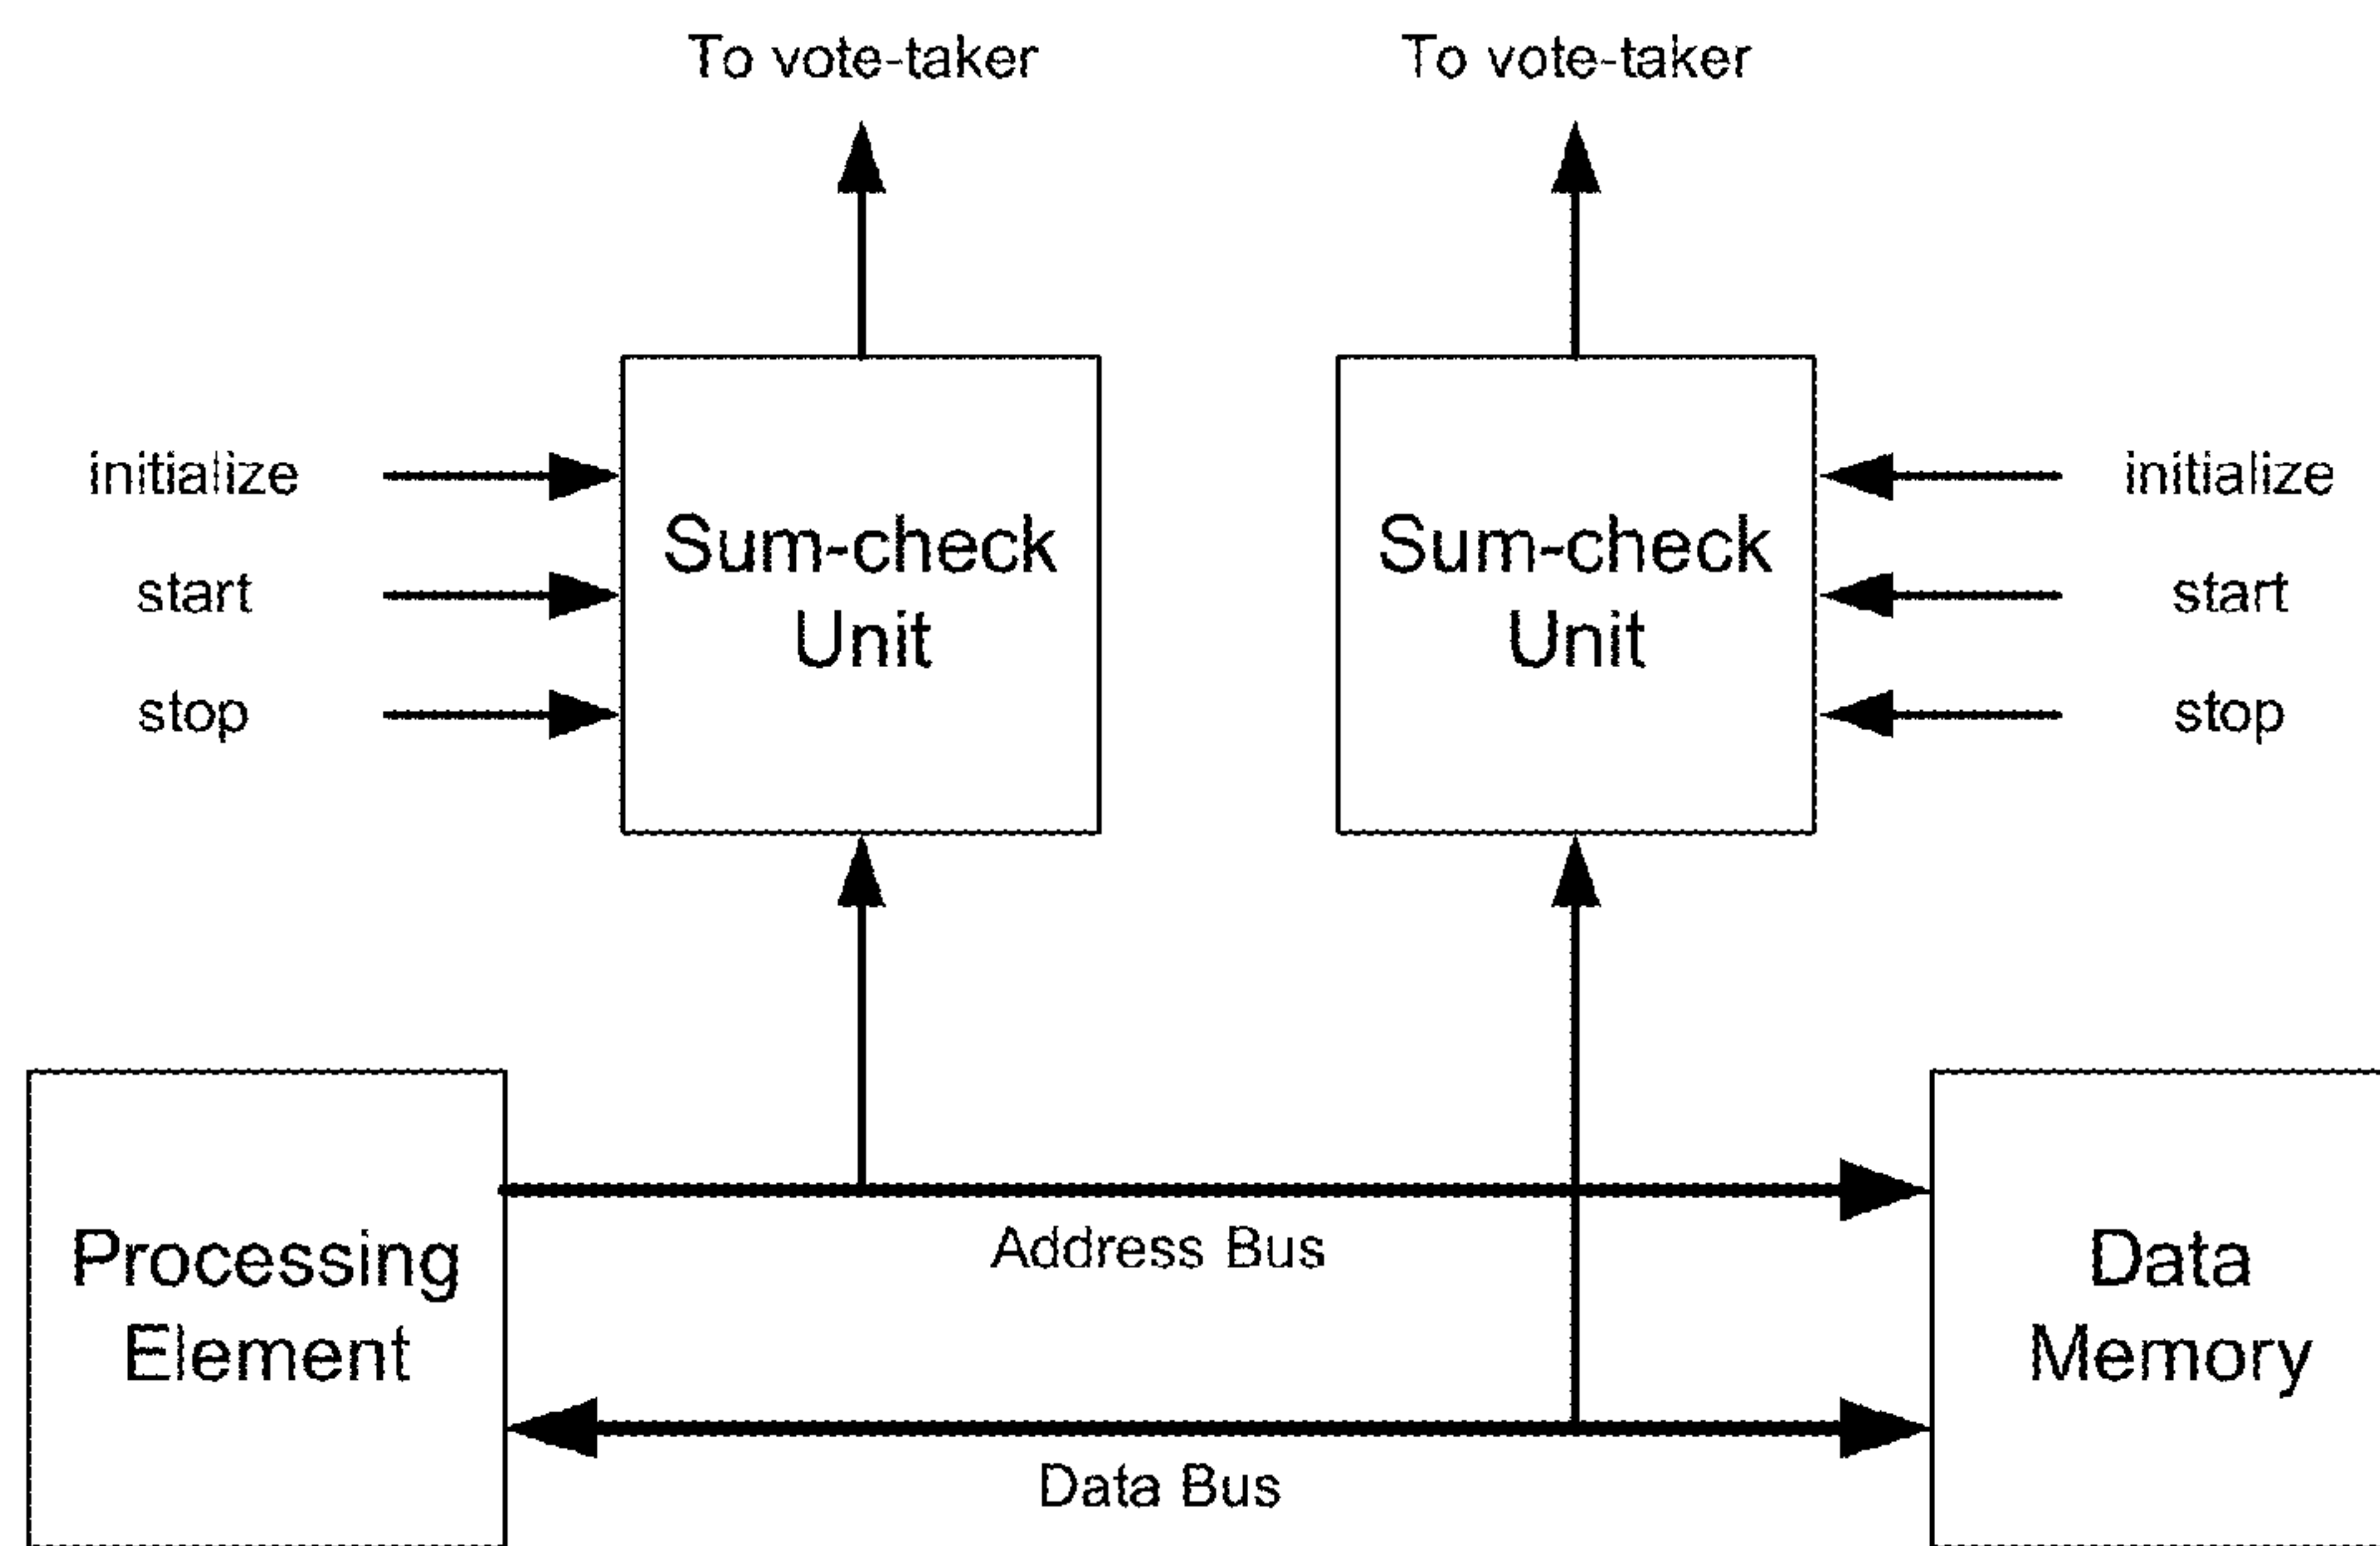 To vote-taker
To vote-taker
initialize
start
stop
Sum-check
Unit
Sum-check
Unit
initialize
start
stop
Processing
Element
Address Bus
Data Bus
Data
Memory